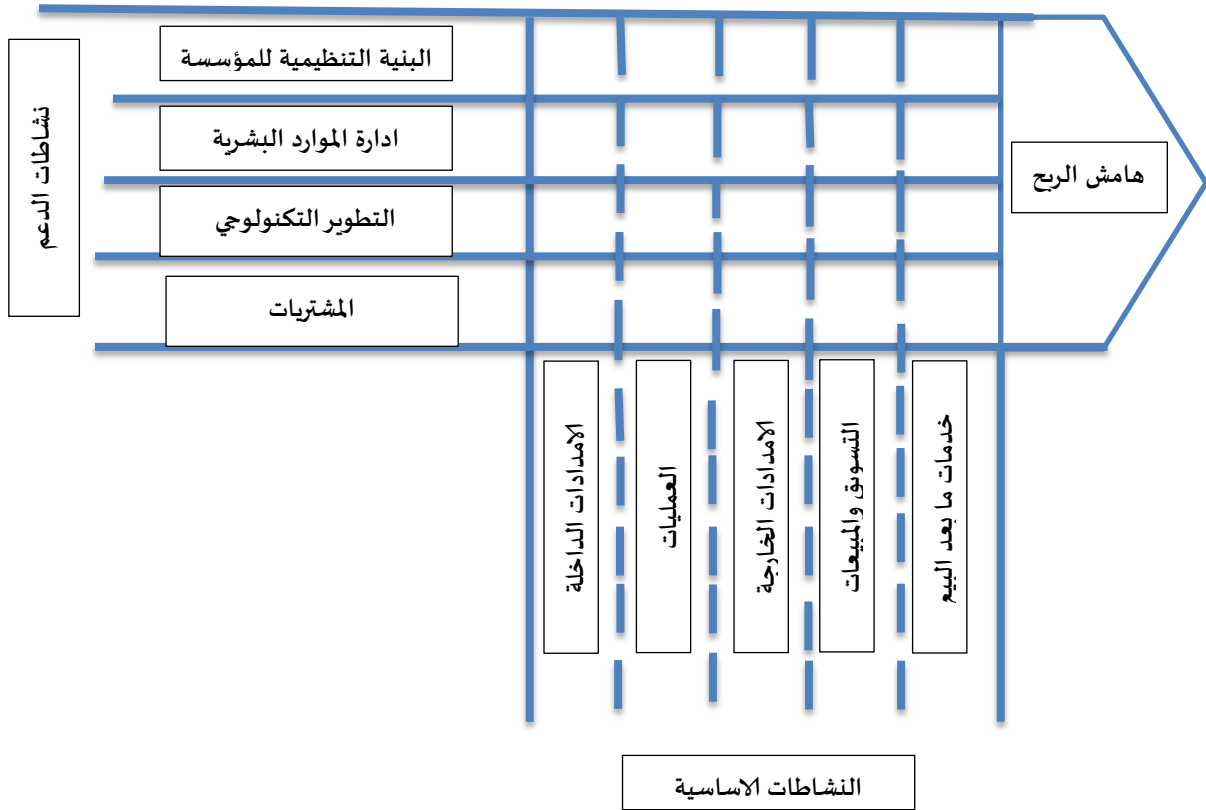 البنية التنظيمية للمؤسسة
ادارة الموارد البشرية
التطوير التكنولوجي
المشتريات
نشاطات الدعم
هامش الربح
الامدادات الداخلة
العمليات
الامدادات الخارجة
التسويق والمبيعات
خدمات ما بعد البيع
النشاطات الاساسية